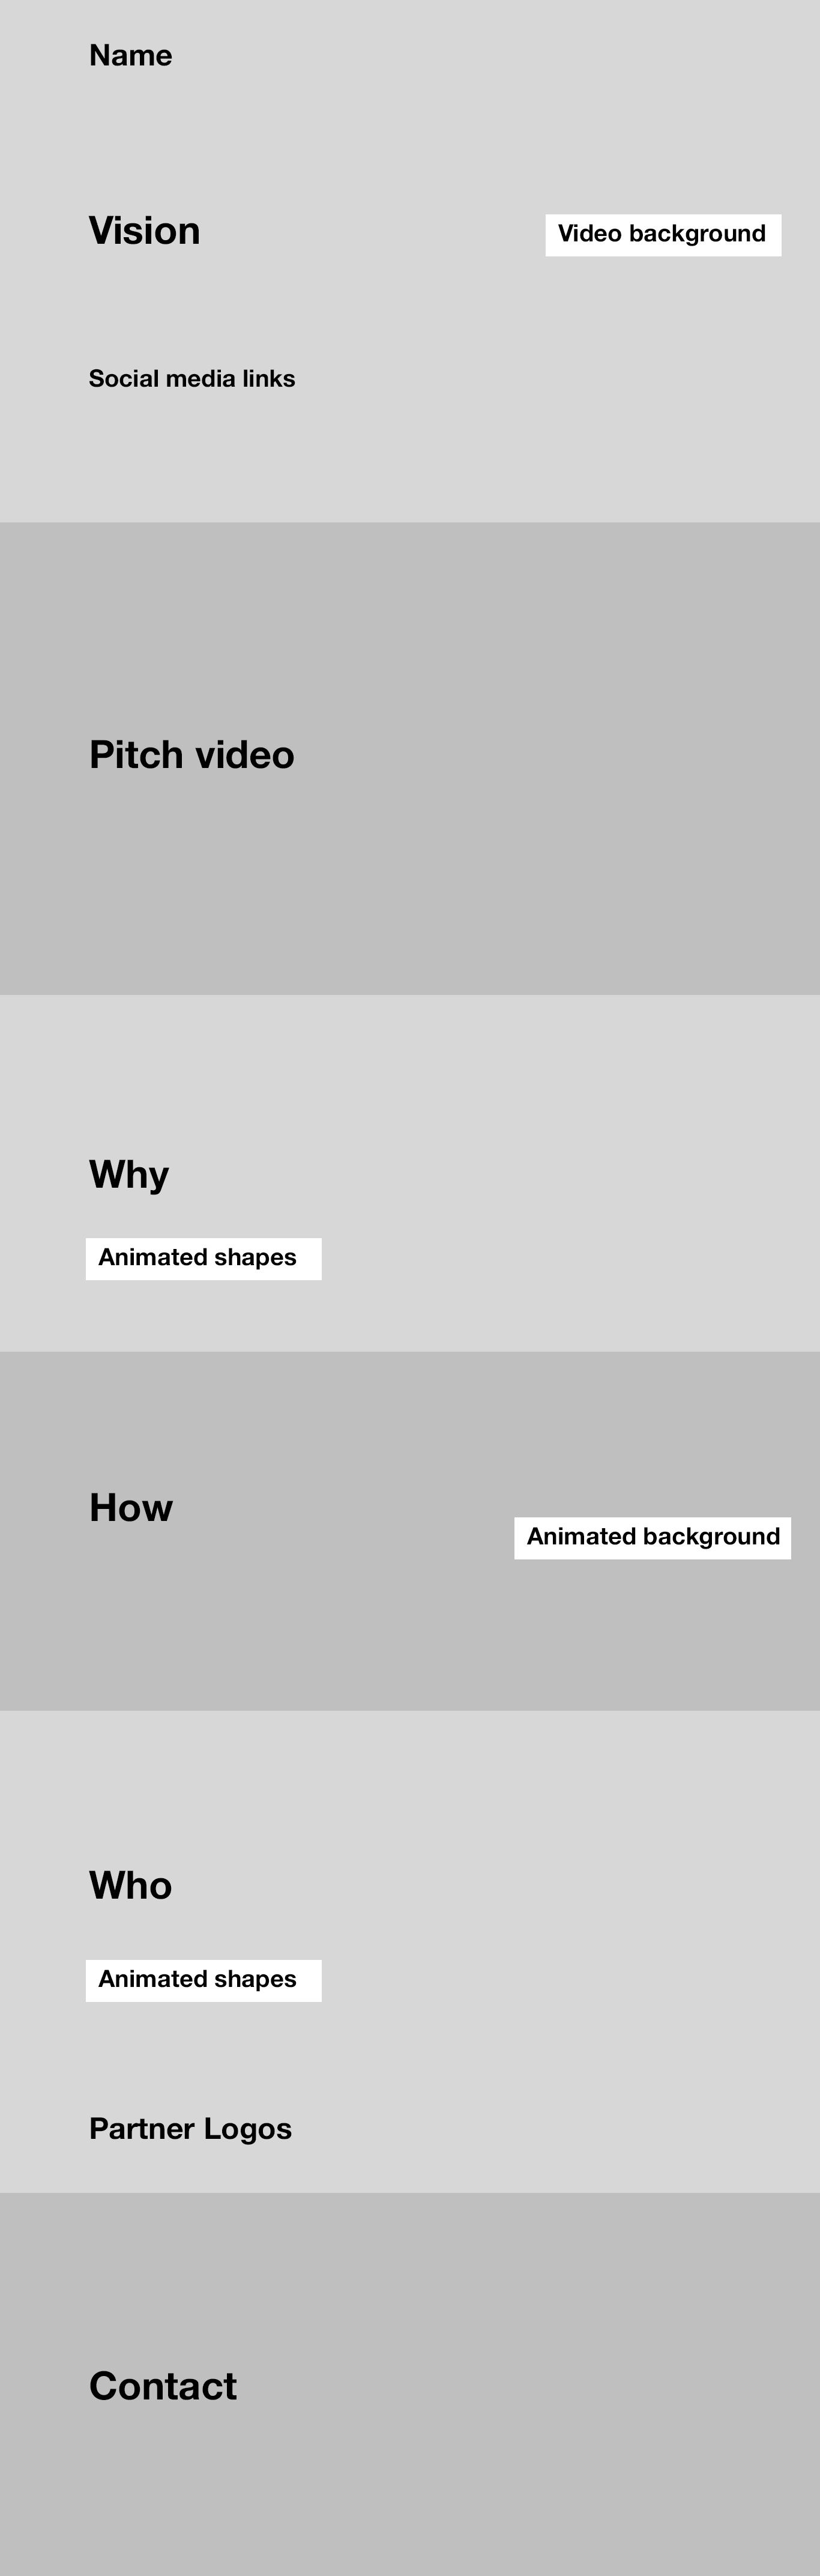 Name
Vision
Video background
Social media links
Pitch video
Why
Animated shapes
How
Animated background
Who
Animated shapes
Partner Logos
Contact